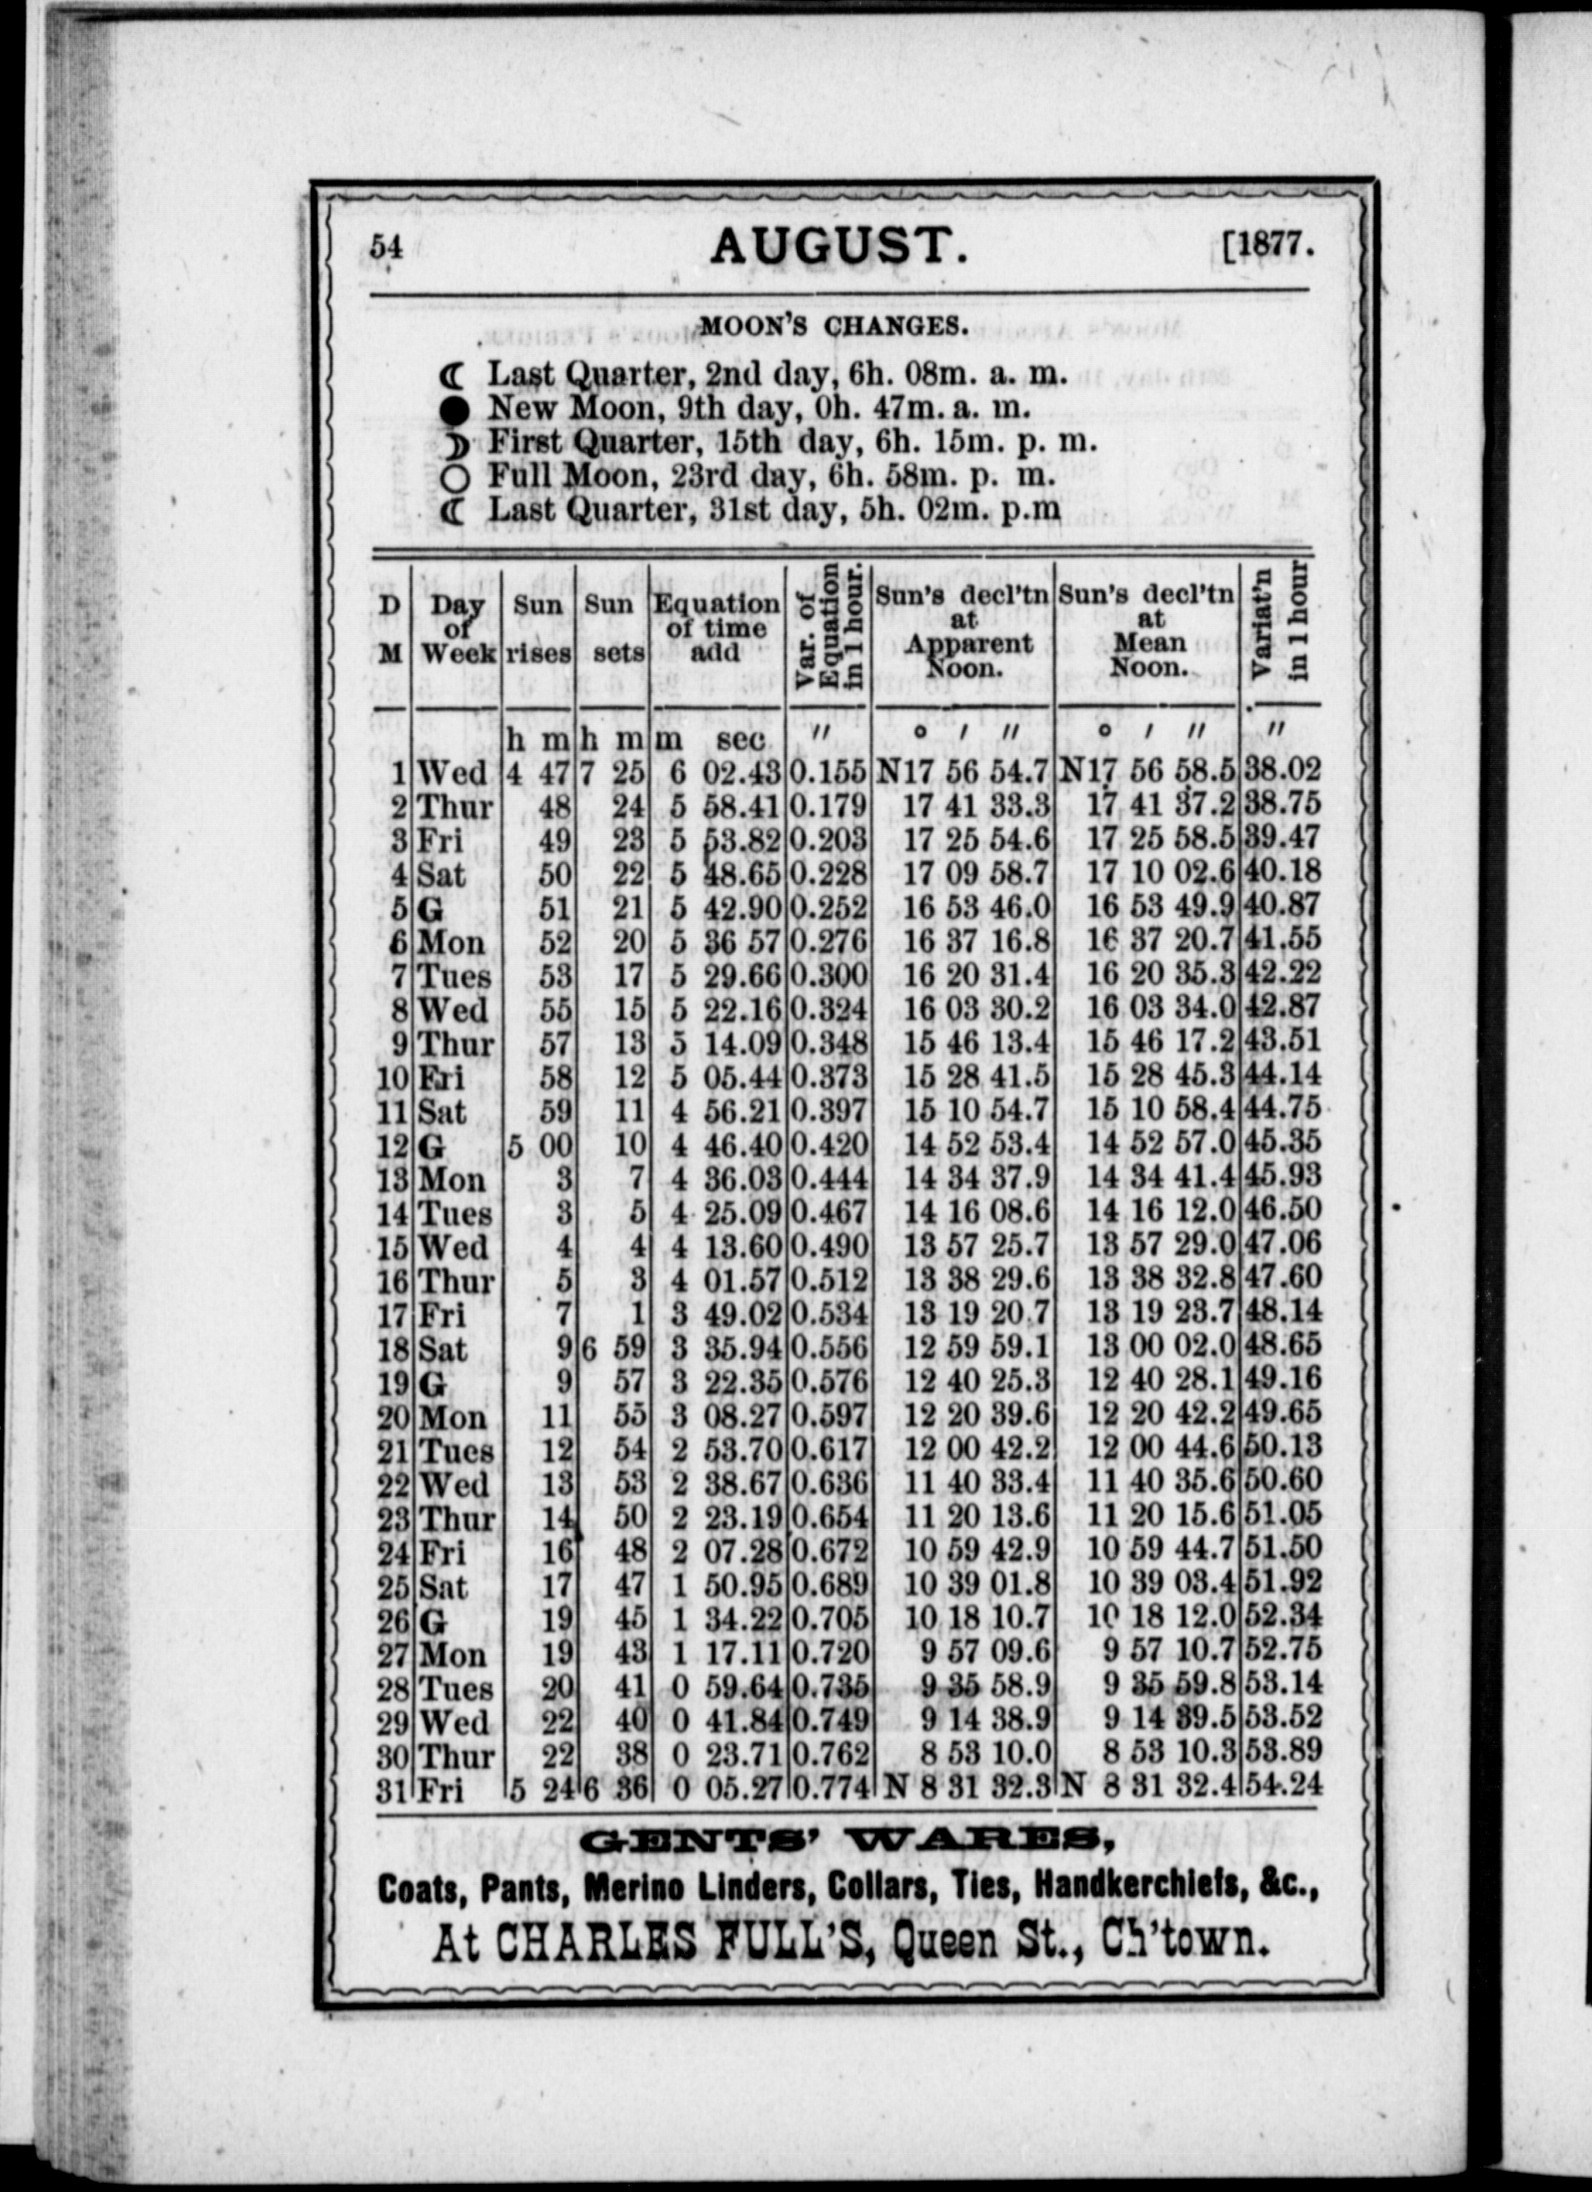 54 AUGUST. [1877.
MOON'S CHANGES.
☾ Last Quarter, 2nd day, 6h. 08m. a. m.
● New Moon, 9th day, 0h. 47m. a. m.
☽ First Quarter, 15th day, 6h. 15m. p. m.
○ Full Moon, 23rd day, 6h. 58m. p. m.
☾ Last Quarter, 31st day, 5h. 02m. p.m
D M | Day of Week | Sun rises | Sun sets | Equation of time add | Var. of Equation in 1 hour. | Sun's decl'tn at Apparent Noon. | Sun's decl'tn at Mean Noon. | Variat'n in 1 hour
h m h m m sec. " ° ' " ° ' " "
1 Wed 4 47 7 25 6 02.43 0.155 N17 56 54.7 N17 56 58.5 38.02
2 Thur 48 24 5 58.41 0.179 17 41 33.3 17 41 37.2 38.75
3 Fri 49 23 5 53.82 0.203 17 25 54.6 17 25 58.5 39.47
4 Sat 50 22 5 48.65 0.228 17 09 58.7 17 10 02.6 40.18
5 G 51 21 5 42.90 0.252 16 53 46.0 16 53 49.9 40.87
6 Mon 52 20 5 36 57 0.276 16 37 16.8 16 37 20.7 41.55
7 Tues 53 17 5 29.66 0.300 16 20 31.4 16 20 35.3 42.22
8 Wed 55 15 5 22.16 0.324 16 03 30.2 16 03 34.0 42.87
9 Thur 57 13 5 14.09 0.348 15 46 13.4 15 46 17.2 43.51
10 Fri 58 12 5 05.44 0.373 15 28 41.5 15 28 45.3 44.14
11 Sat 59 11 4 56.21 0.397 15 10 54.7 15 10 58.4 44.75
12 G 5 00 10 4 46.40 0.420 14 52 53.4 14 52 57.0 45.35
13 Mon 3 7 4 36.03 0.444 14 34 37.9 14 34 41.4 45.93
14 Tues 3 5 4 25.09 0.467 14 16 08.6 14 16 12.0 46.50
15 Wed 4 4 4 13.60 0.490 13 57 25.7 13 57 29.0 47.06
16 Thur 5 3 4 01.57 0.512 13 38 29.6 13 38 32.8 47.60
17 Fri 7 1 3 49.02 0.534 13 19 20.7 13 19 23.7 48.14
18 Sat 9 6 59 3 35.94 0.556 12 59 59.1 13 00 02.0 48.65
19 G 9 57 3 22.35 0.576 12 40 25.3 12 40 28.1 49.16
20 Mon 11 55 3 08.27 0.597 12 20 39.6 12 20 42.2 49.65
21 Tues 12 54 2 53.70 0.617 12 00 42.2 12 00 44.6 50.13
22 Wed 13 53 2 38.67 0.636 11 40 33.4 11 40 35.6 50.60
23 Thur 14 50 2 23.19 0.654 11 20 13.6 11 20 15.6 51.05
24 Fri 16 48 2 07.28 0.672 10 59 42.9 10 59 44.7 51.50
25 Sat 17 47 1 50.95 0.689 10 39 01.8 10 39 03.4 51.92
26 G 19 45 1 34.22 0.705 10 18 10.7 10 18 12.0 52.34
27 Mon 19 43 1 17.11 0.720 9 57 09.6 9 57 10.7 52.75
28 Tues 20 41 0 59.64 0.735 9 35 58.9 9 35 59.8 53.14
29 Wed 22 40 0 41.84 0.749 9 14 38.9 9 14 39.5 53.52
30 Thur 22 38 0 23.71 0.762 8 53 10.0 8 53 10.3 53.89
31 Fri 5 24 6 36 0 05.27 0.774 N 8 31 32.3 N 8 31 32.4 54.24
GENTS' WARES,
Coats, Pants, Merino Linders, Collars, Ties, Handkerchiefs, &c.,
At CHARLES FULL'S, Queen St., Ch'town.